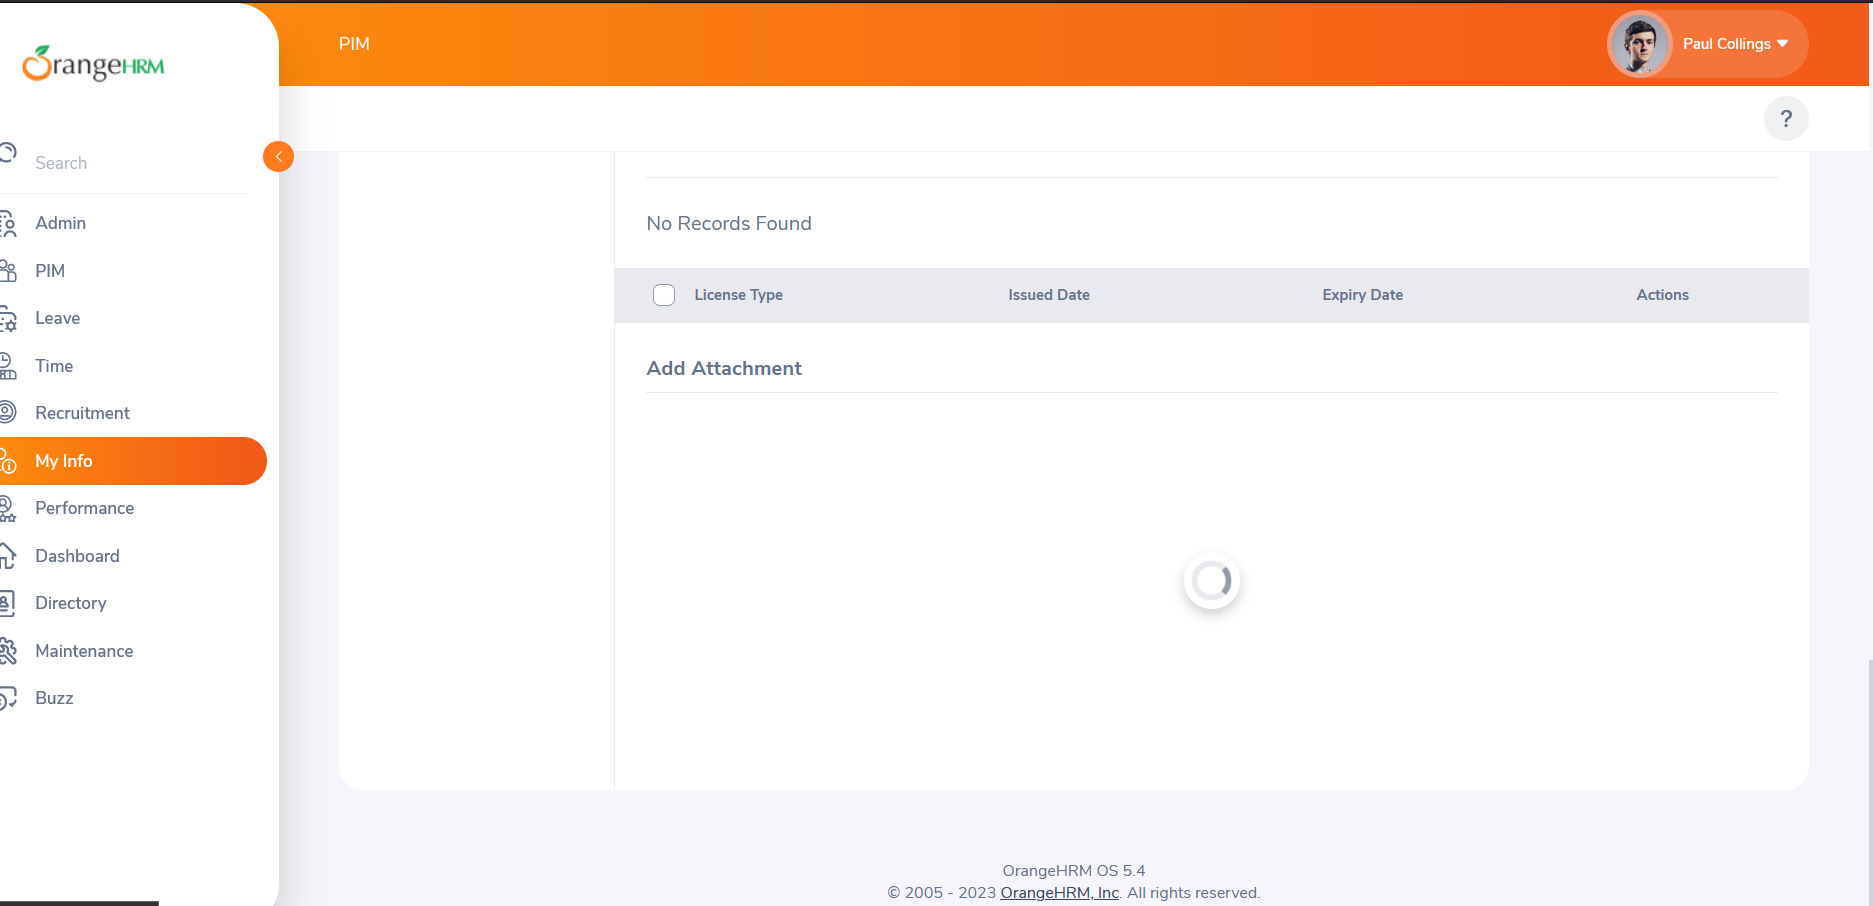 PIM
Paul Collings
OrangeHRM
?
Search
Admin
PIM
Leave
Time
Recruitment
My Info
Performance
Dashboard
Directory
Maintenance
Buzz
No Records Found
License Type Issued Date Expiry Date Actions
Add Attachment
OrangeHRM OS 5.4
© 2005 - 2023 OrangeHRM, Inc. All rights reserved.